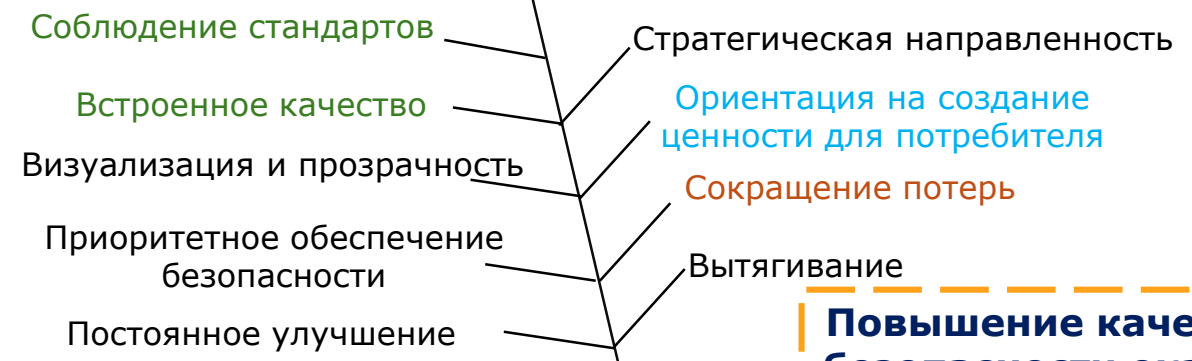 Соблюдение стандартов
Встроенное качество
Визуализация и прозрачность
Приоритетное обеспечение
безопасности
Постоянное улучшение
Стратегическая направленность
Ориентация на создание
ценности для потребителя
Сокращение потерь
Вытягивание
Повышение